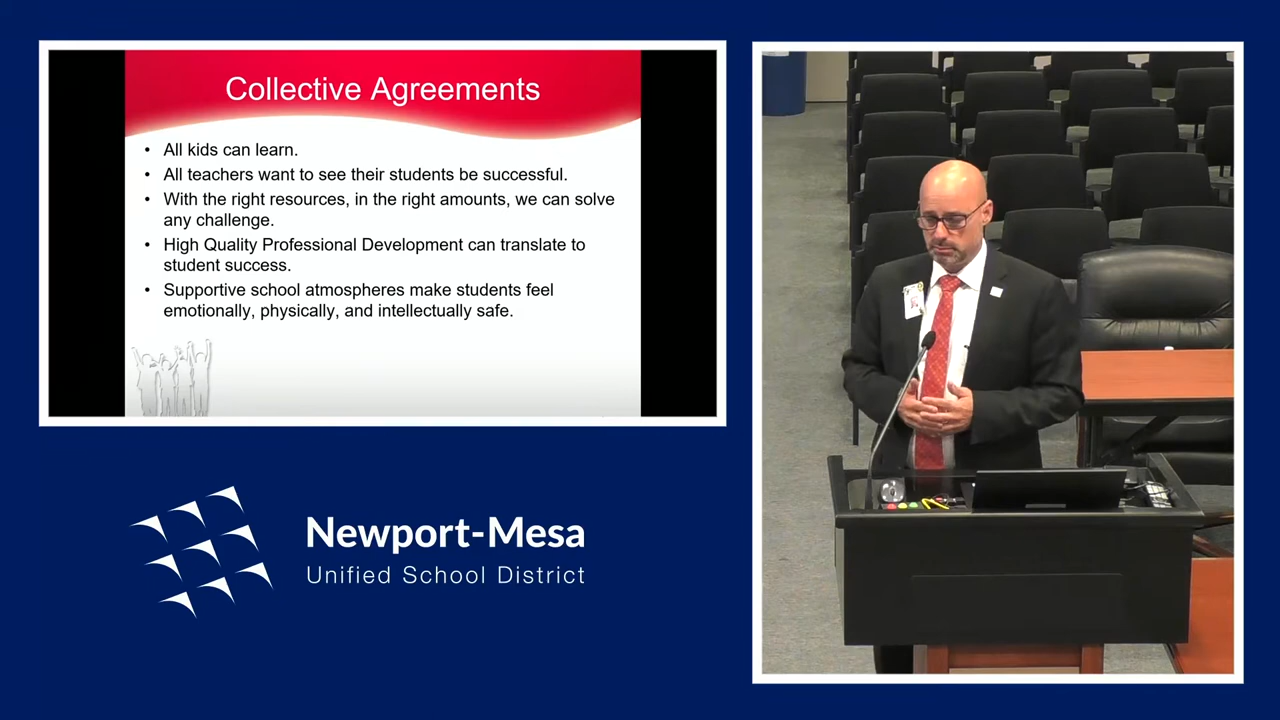 Collective Agreements
• All kids can learn.
• All teachers want to see their students be successful.
• With the right resources, in the right amounts, we can solve
any challenge.
• High Quality Professional Development can translate to
student success.
• Supportive school atmospheres make students feel
emotionally, physically, and intellectually safe.
Newport-Mesa
Unified School District